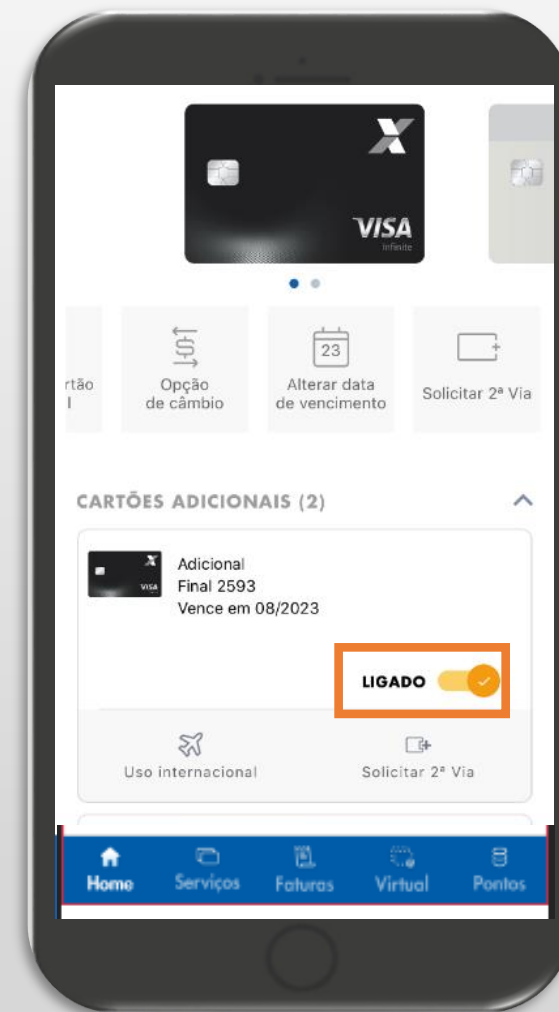 VISA
Infinite
rtão
l
Opção
de câmbio
23
Alterar data
de vencimento
Solicitar 2ª Via
CARTÕES ADICIONAIS (2)
VISA
Adicional
Final 2593
Vence em 08/2023
LIGADO
Uso internacional
Solicitar 2ª Via
Home Serviços Faturas Virtual Pontos